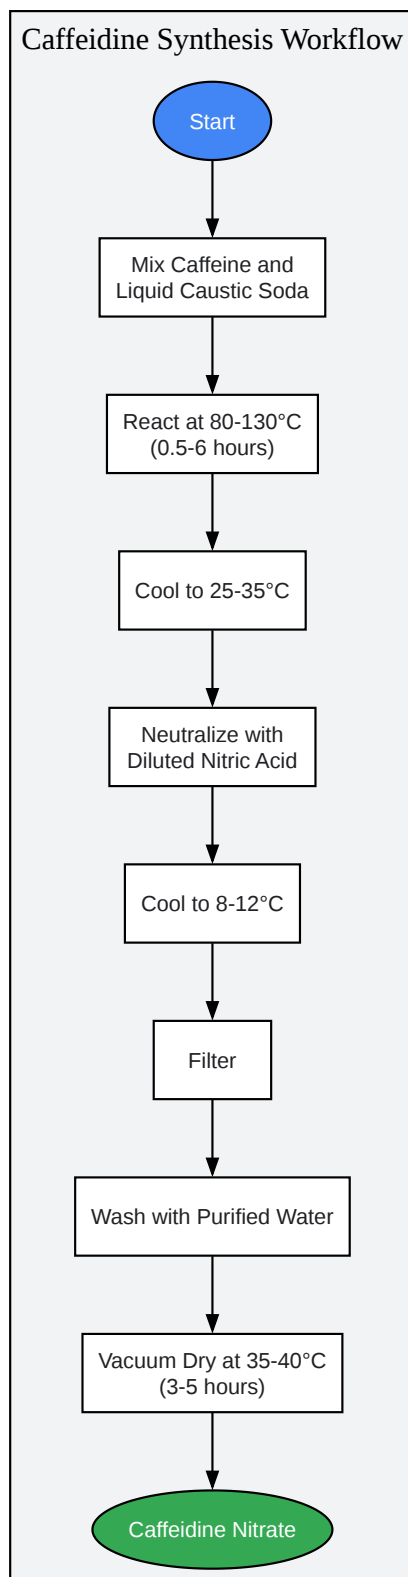 Caffeidine Synthesis Workflow
Start
Mix Caffeine and
Liquid Caustic Soda
React at 80-130°C
(0.5-6 hours)
Cool to 25-35°C
Neutralize with
Diluted Nitric Acid
Cool to 8-12°C
Filter
Wash with Purified Water
Vacuum Dry at 35-40°C
(3-5 hours)
Caffeidine Nitrate